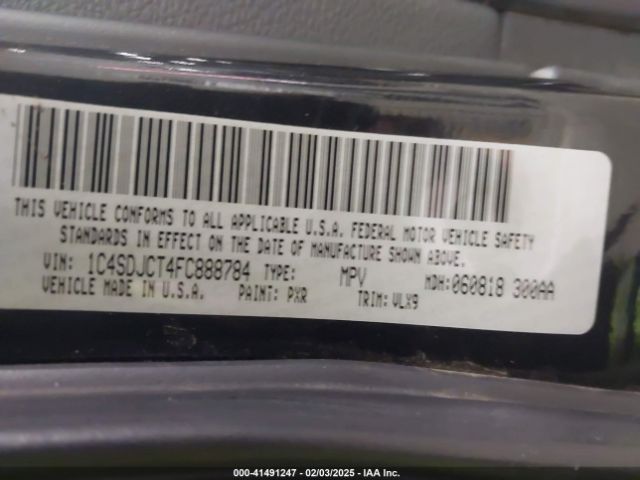 THIS VEHICLE CONFORMS TO ALL APPLICABLE U.S.A. FEDERAL MOTOR VEHICLE SAFETY
STANDARDS IN EFFECT ON THE DATE OF MANUFACTURE SHOWN ABOVE.
VIN: 1C4SDJCT4FC888784 TYPE: MPV MDH:060818 300AA
VEHICLE MADE IN U.S.A. PAINT: PXR TRIM: VLX9
000-41491247 - 02/03/2025 - IAA Inc.